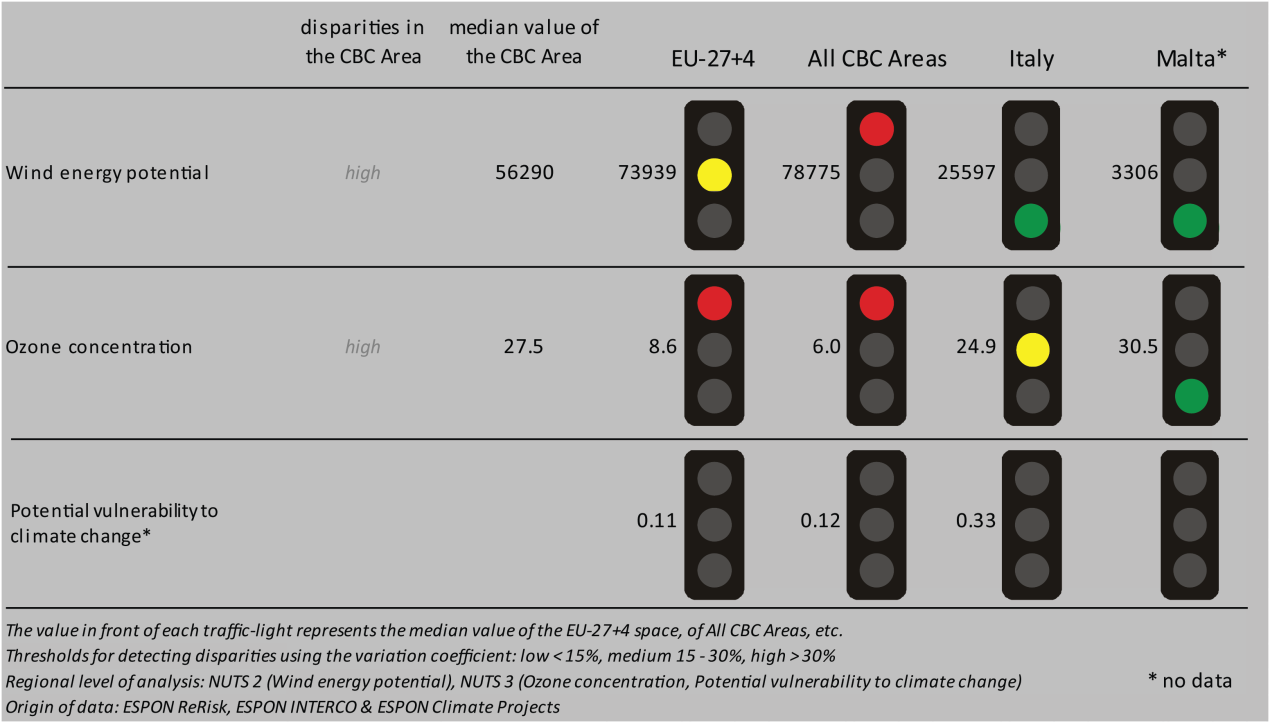 disparities in the CBC Area median value of the CBC Area EU-27+4 All CBC Areas Italy Malta*
Wind energy potential high 56290 73939 78775 25597 3306
Ozone concentration high 27.5 8.6 6.0 24.9 30.5
Potential vulnerability to
climate change* 0.11 0.12 0.33
The value in front of each traffic-light represents the median value of the EU-27+4 space, of All CBC Areas, etc.
Thresholds for detecting disparities using the variation coefficient: low <15%, medium 15 - 30%, high >30%
Regional level of analysis: NUTS 2 (Wind energy potential), NUTS 3 (Ozone concentration, Potential vulnerability to climate change) * no data
Origin of data: ESPON ReRisk, ESPON INTERCO & ESPON Climate Projects